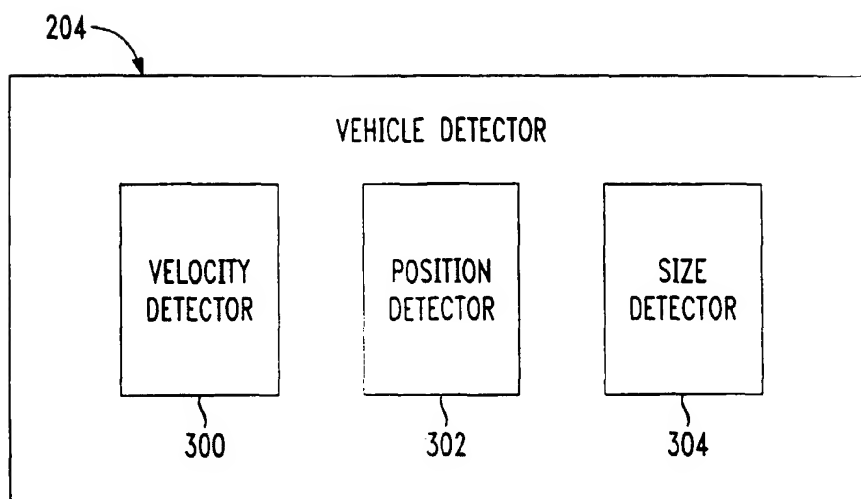 204
VEHICLE DETECTOR
VELOCITY
DETECTOR
POSITION
DETECTOR
SIZE
DETECTOR
300
302
304